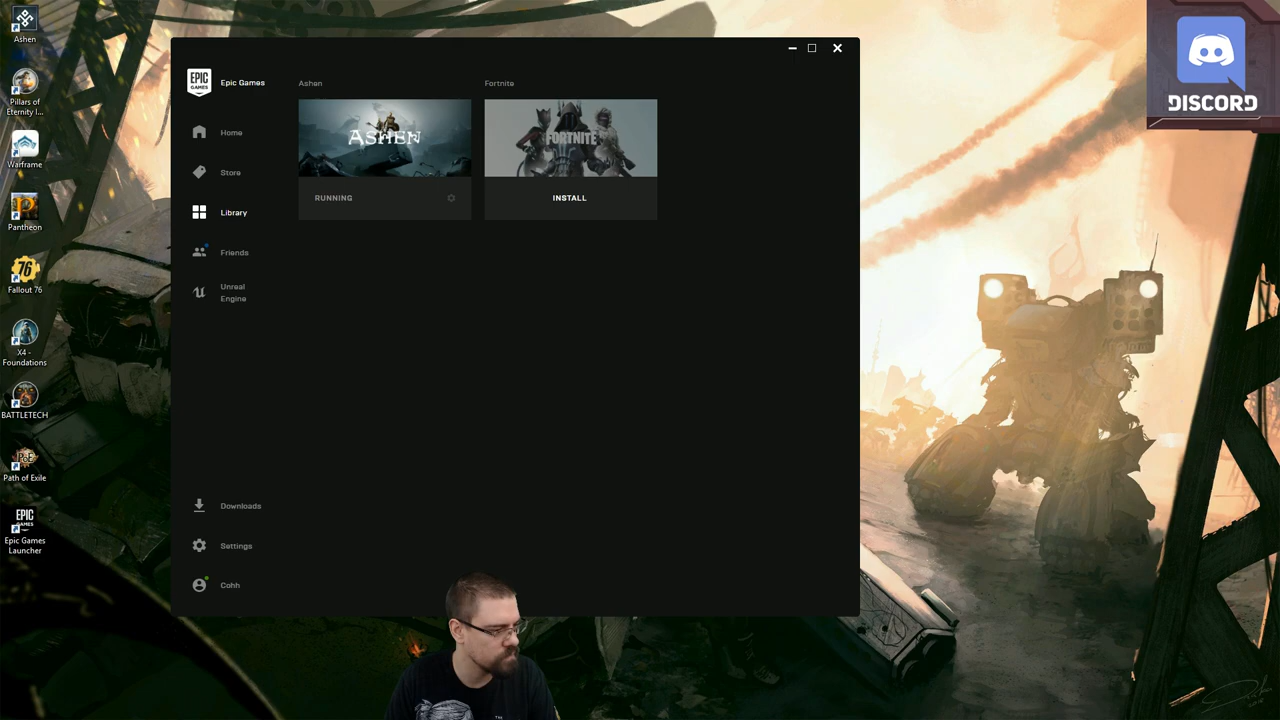 Ashen
Pillars of
Eternity I...
Warframe
Pantheon
76
Fallout 76
X4 -
Foundations
BATTLETECH
PoE
Path of Exile
EPIC
GAMES
Epic Games
Launcher
EPIC
GAMES
Epic Games
Home
Store
Library
Friends
Unreal
Engine
Downloads
Settings
Cohh
Ashen
ASHEN
RUNNING
Fortnite
FORTNITE
INSTALL
DISCORD